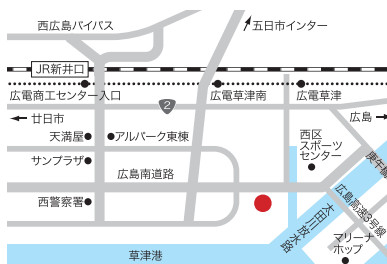 西広島バイパス
五日市インター
JR新井口
広電商工センター入口
広電草津南
広電草津
2
廿日市
広島
天満屋
アルパーク東棟
西区
スポーツ
センター
サンプラザ
広島南道路
庚午橋
西警察署
広島高速3号線
太田川放水路
マリーナ
ホップ
草津港